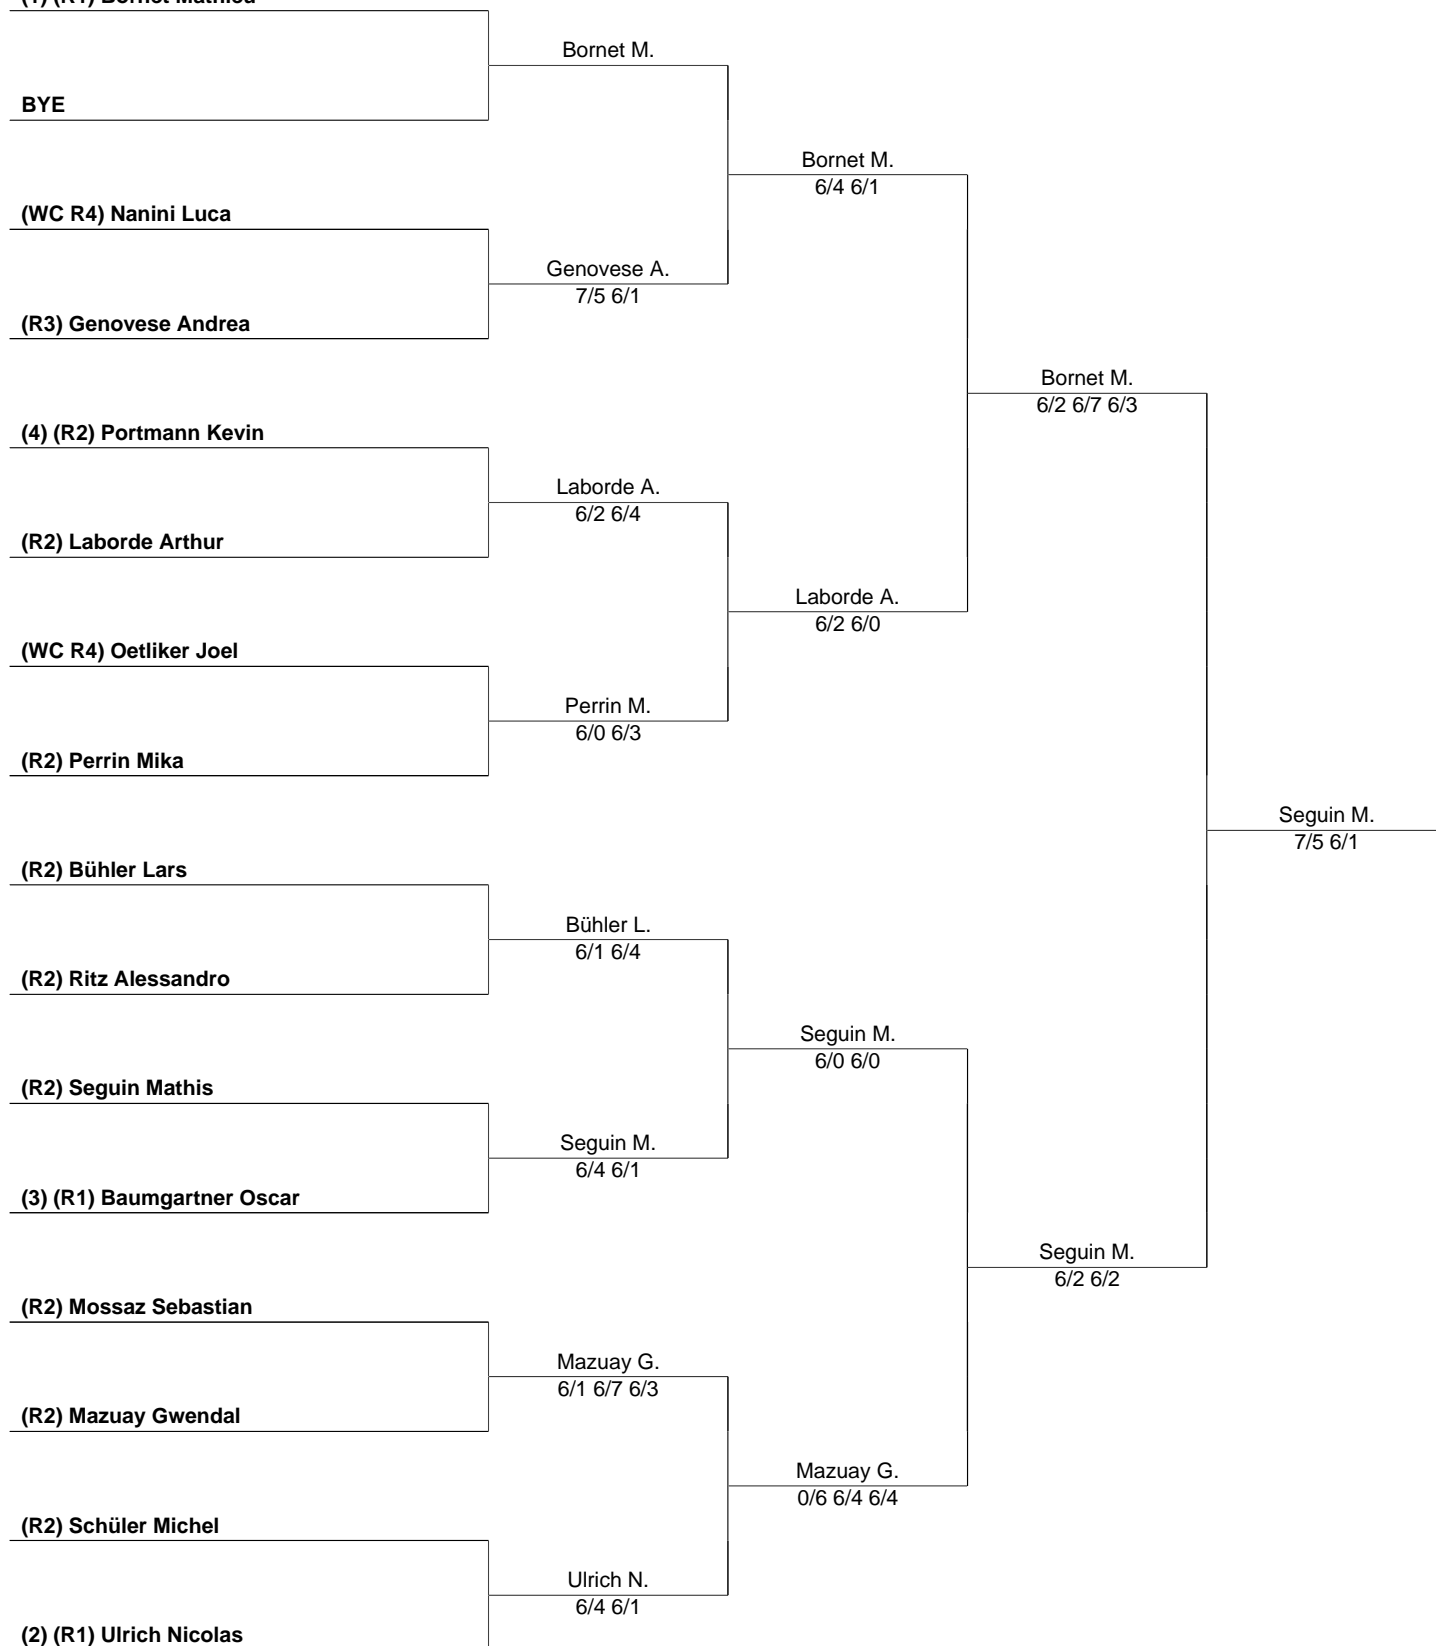 (1) (R1) Bornet Mathieu
Bornet M.
BYE
Bornet M.
6/4 6/1
(WC R4) Nanini Luca
Genovese A.
7/5 6/1
(R3) Genovese Andrea
Bornet M.
6/2 6/7 6/3
(4) (R2) Portmann Kevin
Laborde A.
6/2 6/4
(R2) Laborde Arthur
Laborde A.
6/2 6/0
(WC R4) Oetliker Joel
Perrin M.
6/0 6/3
(R2) Perrin Mika
Seguin M.
7/5 6/1
(R2) Bühler Lars
Bühler L.
6/1 6/4
(R2) Ritz Alessandro
Seguin M.
6/0 6/0
(R2) Seguin Mathis
Seguin M.
6/4 6/1
(3) (R1) Baumgartner Oscar
Seguin M.
6/2 6/2
(R2) Mossaz Sebastian
Mazuay G.
6/1 6/7 6/3
(R2) Mazuay Gwendal
Mazuay G.
0/6 6/4 6/4
(R2) Schüler Michel
Ulrich N.
6/4 6/1
(2) (R1) Ulrich Nicolas